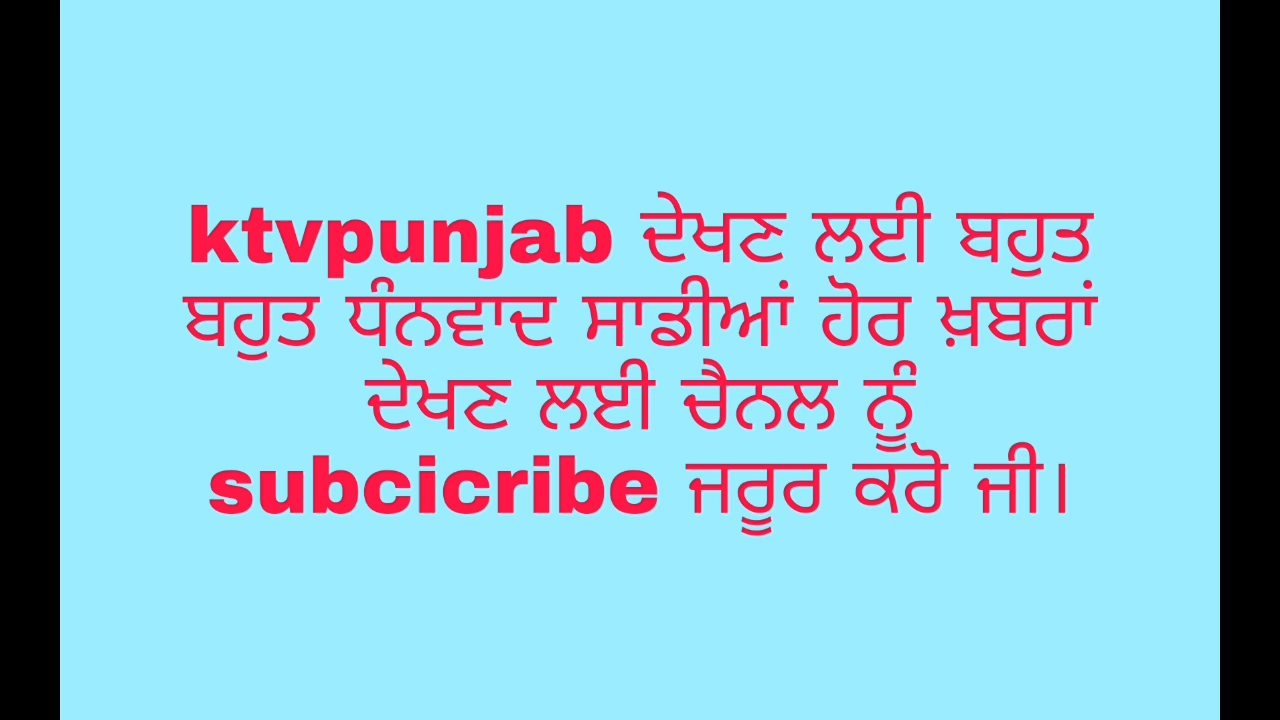 ktvpunjab ਦੇਖਣ ਲਈ ਬਹੁਤ
ਬਹੁਤ ਧੰਨਵਾਦ ਸਾਡੀਆਂ ਹੋਰ ਖ਼ਬਰਾਂ
ਦੇਖਣ ਲਈ ਚੈਨਲ ਨੂੰ
subcicribe ਜਰੂਰ ਕਰੋ ਜੀ।